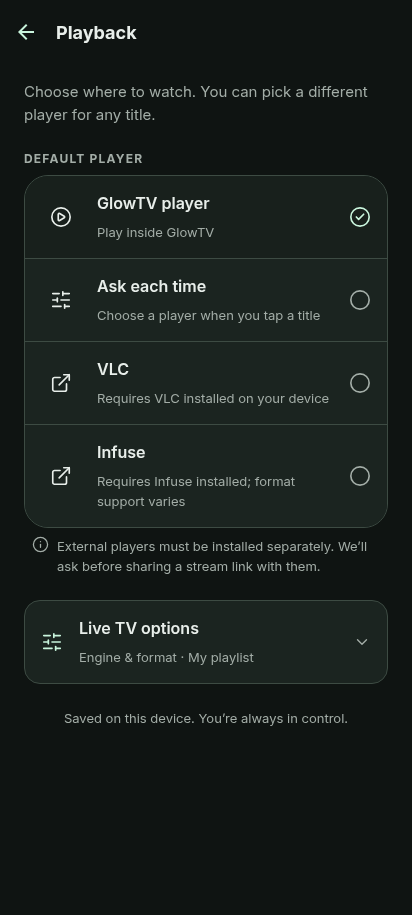 Playback
Choose where to watch. You can pick a different
player for any title.
DEFAULT PLAYER
GlowTV player
Play inside GlowTV
Ask each time
Choose a player when you tap a title
VLC
Requires VLC installed on your device
Infuse
Requires Infuse installed; format
support varies
External players must be installed separately. We’ll
ask before sharing a stream link with them.
Live TV options
Engine & format · My playlist
Saved on this device. You’re always in control.